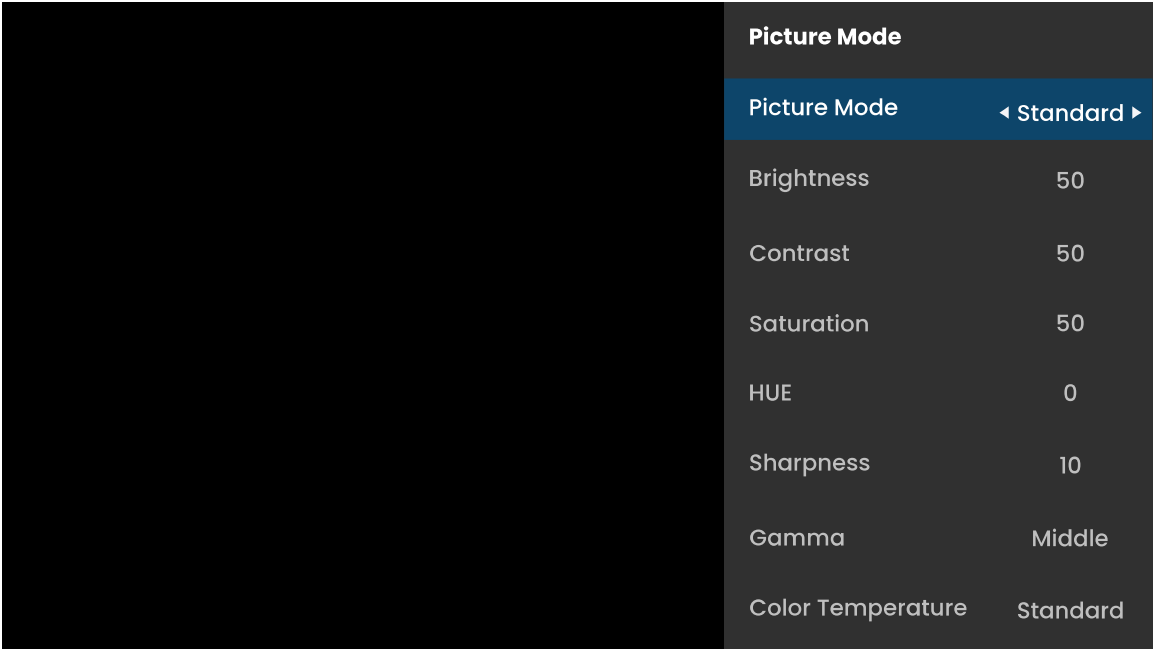 Picture Mode
Picture Mode Standard
Brightness 50
Contrast 50
Saturation 50
HUE 0
Sharpness 10
Gamma Middle
Color Temperature Standard